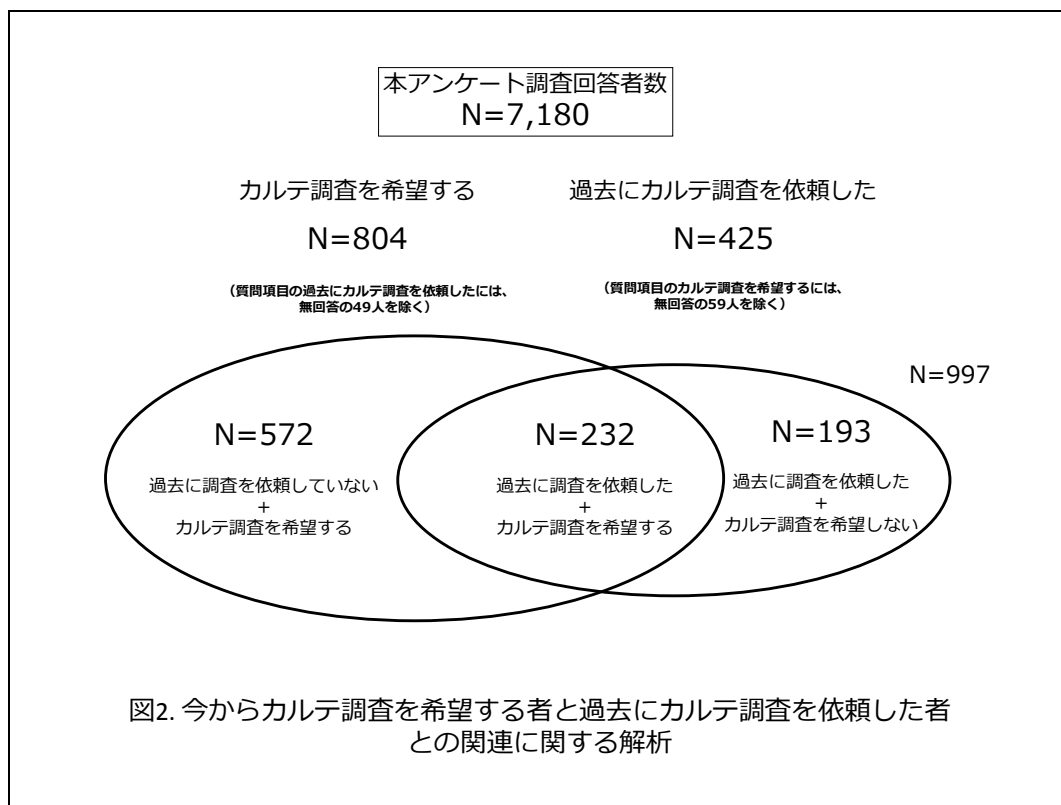 本アンケート調査回答者数
N=7,180
カルテ調査を希望する
N=804
(質問項目の過去にカルテ調査を依頼したには、
無回答の49人を除く)
過去にカルテ調査を依頼した
N=425
(質問項目のカルテ調査を希望するには、
無回答の59人を除く)
N=997
N=572
過去に調査を依頼していない
+
カルテ調査を希望する
N=232
過去に調査を依頼した
+
カルテ調査を希望する
N=193
過去に調査を依頼した
+
カルテ調査を希望しない
図2. 今からカルテ調査を希望する者と過去にカルテ調査を依頼した者
との関連に関する解析